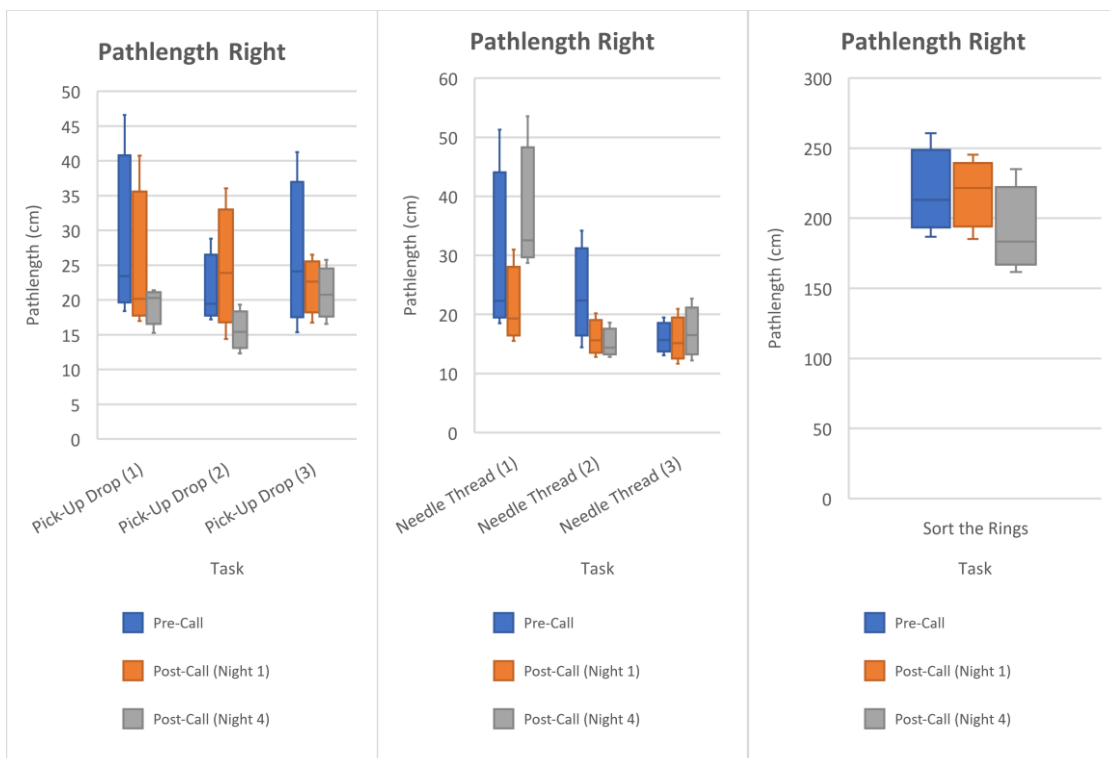 Pathlength Right
50
45
40
35
30
25
20
15
10
5
0
Pathlength (cm)
Pick-Up Drop (1)
Pick-Up Drop (2)
Pick-Up Drop (3)
Task
Pre-Call
Post-Call (Night 1)
Post-Call (Night 4)
Pathlength Right
60
50
40
30
20
10
0
Pathlength (cm)
Needle Thread (1)
Needle Thread (2)
Needle Thread (3)
Task
Pre-Call
Post-Call (Night 1)
Post-Call (Night 4)
Pathlength Right
300
250
200
150
100
50
0
Pathlength (cm)
Sort the Rings
Task
Pre-Call
Post-Call (Night 1)
Post-Call (Night 4)